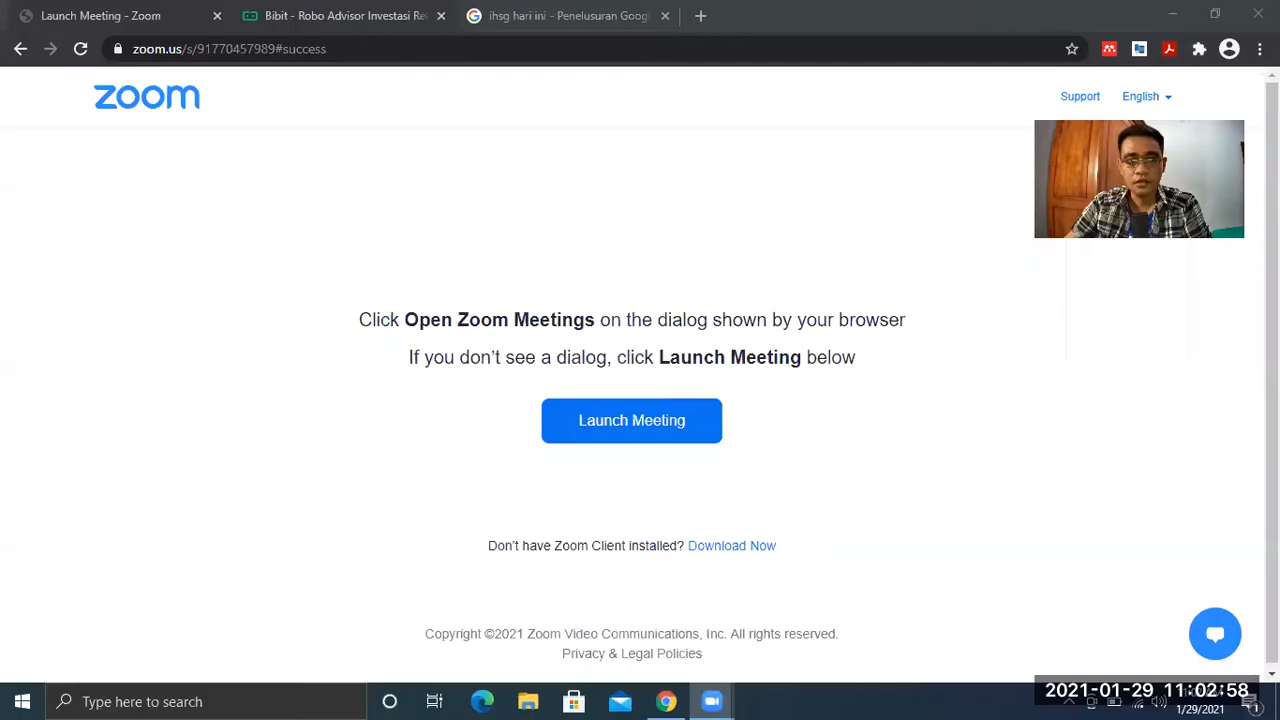 Launch Meeting - Zoom
Bibit - Robo Advisor Investasi Re
ihsg hari ini - Penelusuran Googl
zoom.us/s/91770457989#success
zoom
Support
English
Click Open Zoom Meetings on the dialog shown by your browser
If you don’t see a dialog, click Launch Meeting below
Launch Meeting
Don’t have Zoom Client installed? Download Now
Copyright ©2021 Zoom Video Communications, Inc. All rights reserved.
Privacy & Legal Policies
Type here to search
2021-01-29 11:02:58
1/29/2021